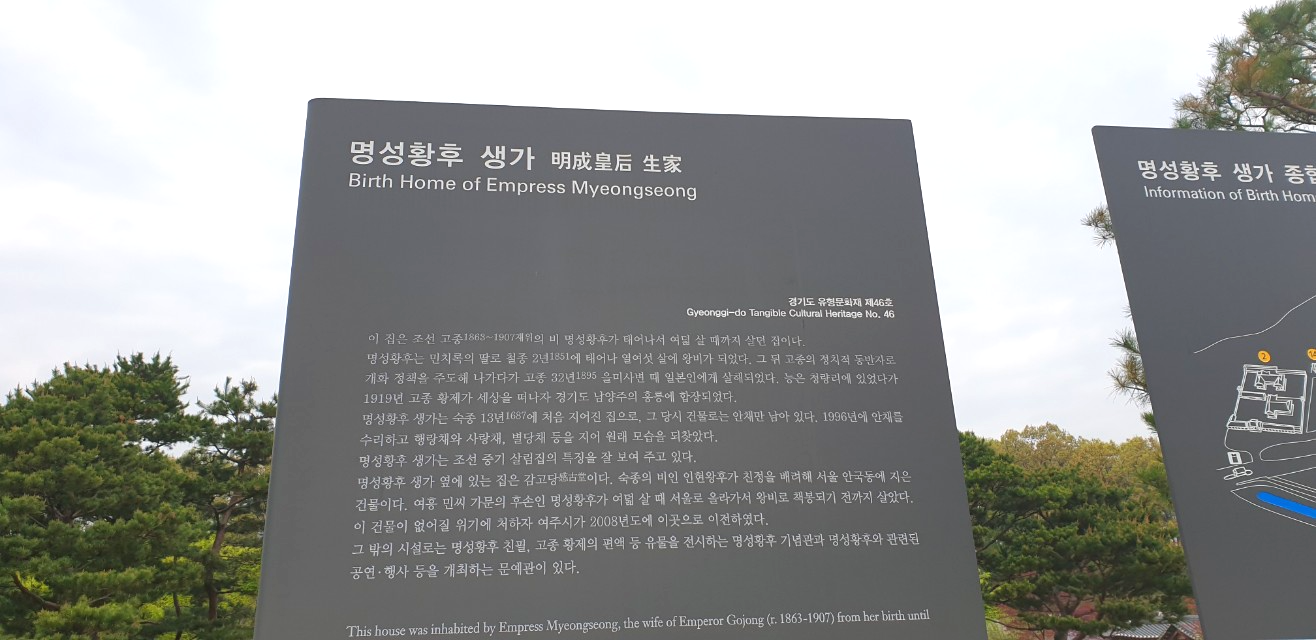 명성황후 생가 明成皇后 生家
Birth Home of Empress Myeongseong
경기도 유형문화재 제46호
Gyeonggi-do Tangible Cultural Heritage No. 46
이 집은 조선 고종1863~1907재위의 비 명성황후가 태어나서 여덟 살 때까지 살던 집이다.
명성황후는 민치록의 딸로 철종 2년1851에 태어나 열여섯 살에 왕비가 되었다. 그 뒤 고종의 정치적 동반자로
개화 정책을 주도해 나가다가 고종 32년1895 을미사변 때 일본인에게 살해되었다. 능은 청량리에 있었다가
1919년 고종 황제가 세상을 떠나자 경기도 남양주의 홍릉에 합장되었다.
명성황후 생가는 숙종 13년1687에 처음 지어진 집으로, 그 당시 건물로는 안채만 남아 있다. 1996년에 안채를
수리하고 행랑채와 사랑채, 별당채 등을 지어 원래 모습을 되찾았다.
명성황후 생가는 조선 중기 살림집의 특징을 잘 보여 주고 있다.
명성황후 생가 옆에 있는 집은 감고당感古堂이다. 숙종의 비인 인현왕후가 친정을 배려해 서울 안국동에 지은
건물이다. 여흥 민씨 가문의 후손인 명성황후가 여덟 살 때 서울로 올라가서 왕비로 책봉되기 전까지 살았다.
이 건물이 없어질 위기에 처하자 여주시가 2008년도에 이곳으로 이전하였다.
그 밖의 시설로는 명성황후 친필, 고종 황제의 편액 등 유물을 전시하는 명성황후 기념관과 명성황후와 관련된
공연·행사 등을 개최하는 문예관이 있다.
This house was inhabited by Empress Myeongseong, the wife of Emperor Gojong (r. 1863-1907) from her birth until
명성황후 생가 종합
Information of Birth Hom
2